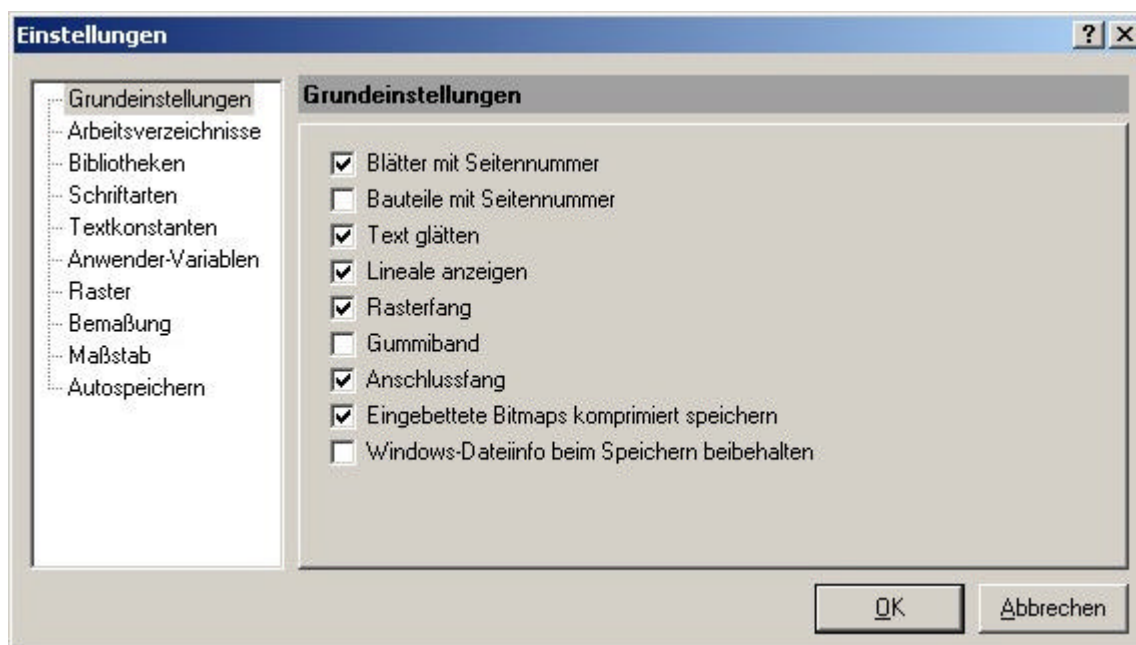 Einstellungen
Grundeinstellungen
Arbeitsverzeichnisse
Bibliotheken
Schriftarten
Textkonstanten
Anwender-Variablen
Raster
Bemaßung
Maßstab
Autospeichern
Grundeinstellungen
Blätter mit Seitennummer
Bauteile mit Seitennummer
Text glätten
Lineale anzeigen
Rasterfang
Gummiband
Anschlussfang
Eingebettete Bitmaps komprimiert speichern
Windows-Dateiinfo beim Speichern beibehalten
OK
Abbrechen